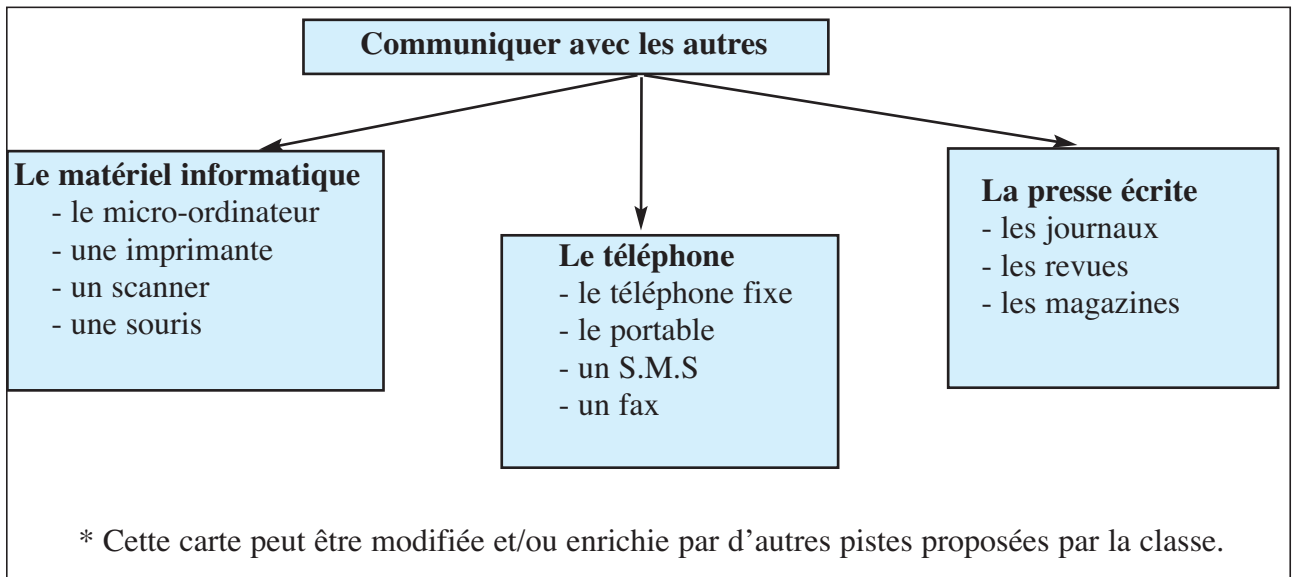 Communiquer avec les autres
Le matériel informatique
- le micro-ordinateur
- une imprimante
- un scanner
- une souris
Le téléphone
- le téléphone fixe
- le portable
- un S.M.S
- un fax
La presse écrite
- les journaux
- les revues
- les magazines
* Cette carte peut être modifiée et/ou enrichie par d'autres pistes proposées par la classe.